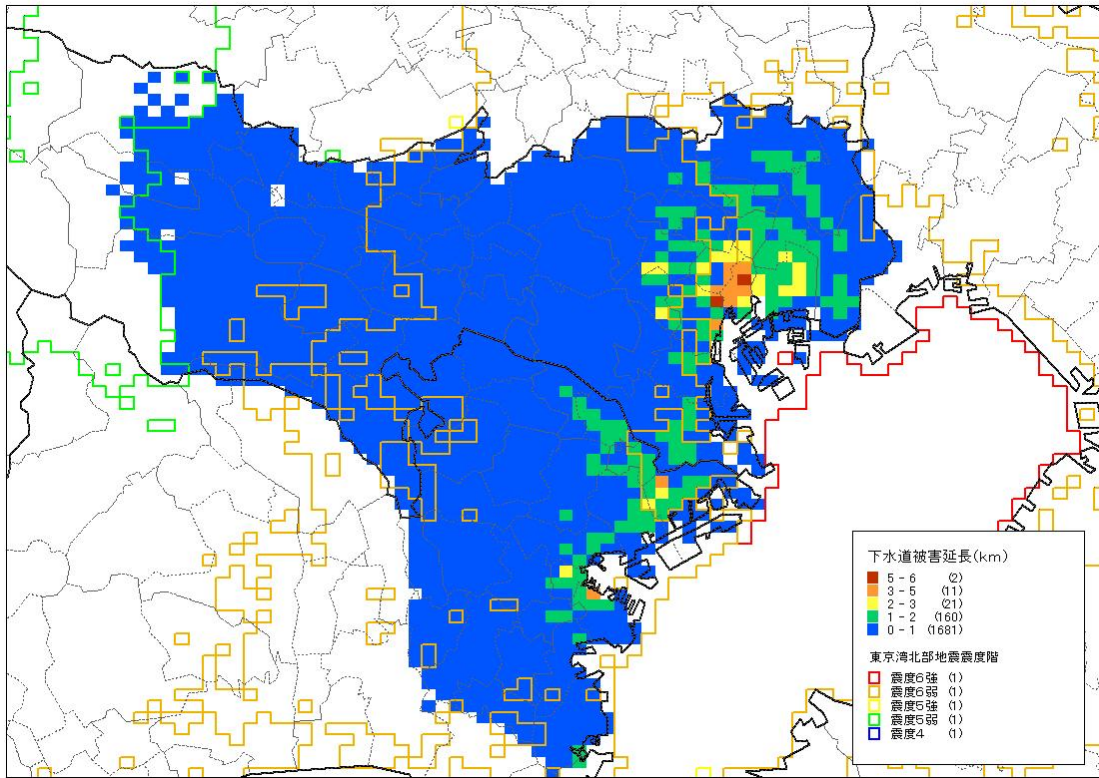 下水道被害延長(km)
5 - 6 (2)
3 - 5 (11)
2 - 3 (21)
1 - 2 (160)
0 - 1 (1681)
東京湾北部地震震度階
震度6強 (1)
震度6弱 (1)
震度5強 (1)
震度5弱 (1)
震度4 (1)